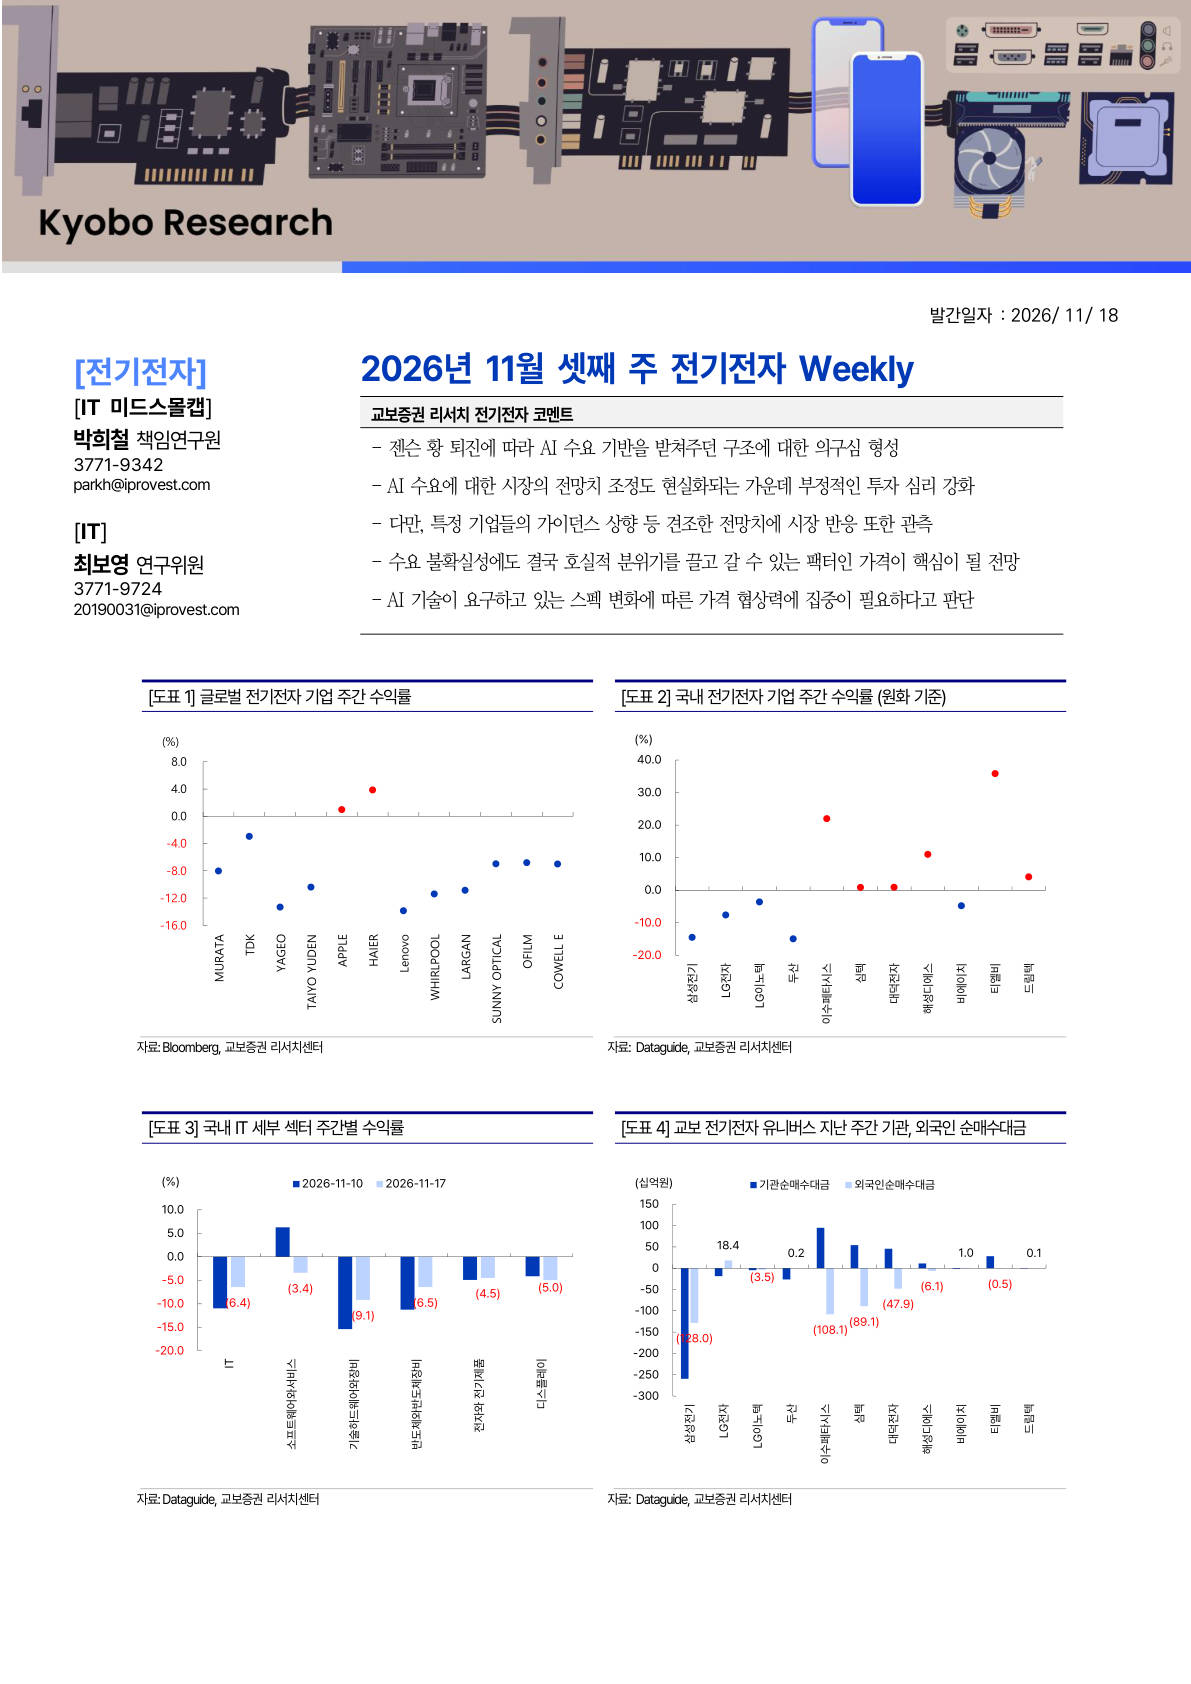 Kyobo Research
발간일자 : 2026/ 11/ 18
[전기전자]
[IT 미드스몰캡]
박희철 책임연구원
3771-9342
parkh@iprovest.com
[IT]
최보영 연구위원
3771-9724
20190031@iprovest.com
2026년 11월 셋째 주 전기전자 Weekly
교보증권 리서치 전기전자 코멘트
- 젠슨 황 퇴진에 따라 AI 수요 기반을 받쳐주던 구조에 대한 의구심 형성
- AI 수요에 대한 시장의 전망치 조정도 현실화되는 가운데 부정적인 투자 심리 강화
- 다만, 특정 기업들의 가이던스 상향 등 견조한 전망치에 시장 반응 또한 관측
- 수요 불확실성에도 결국 호실적 분위기를 끌고 갈 수 있는 팩터인 가격이 핵심이 될 전망
- AI 기술이 요구하고 있는 스펙 변화에 따른 가격 협상력에 집중이 필요하다고 판단
[도표 1] 글로벌 전기전자 기업 주간 수익률
(%)
8.0
4.0
0.0
-4.0
-8.0
-12.0
-16.0
MURATA
TDK
YAGEO
TAIYO YUDEN
APPLE
HAIER
Lenovo
WHIRLPOOL
LARGAN
SUNNY OPTICAL
OFILM
COWELL E
자료: Bloomberg, 교보증권 리서치센터
[도표 2] 국내 전기전자 기업 주간 수익률 (원화 기준)
(%)
40.0
30.0
20.0
10.0
0.0
-10.0
-20.0
삼성전기
LG전자
LG이노텍
두산
이수페타시스
심텍
대덕전자
해성디에스
비에이치
티엘비
드림텍
자료: Dataguide, 교보증권 리서치센터
[도표 3] 국내 IT 세부 섹터 주간별 수익률
(%)
2026-11-10 2026-11-17
10.0
5.0
0.0
-5.0
-10.0
-15.0
-20.0
(6.4)
(3.4)
(9.1)
(6.5)
(4.5)
(5.0)
IT
소프트웨어와서비스
기술하드웨어와장비
반도체와반도체장비
전자와 전기제품
디스플레이
자료: Dataguide, 교보증권 리서치센터
[도표 4] 교보 전기전자 유니버스 지난 주간 기관, 외국인 순매수대금
(십억원)
기관순매수대금 외국인순매수대금
150
100
50
0
-50
-100
-150
-200
-250
-300
(128.0)
18.4
(3.5)
0.2
(108.1)
(89.1)
(47.9)
(6.1)
1.0
(0.5)
0.1
삼성전기
LG전자
LG이노텍
두산
이수페타시스
심텍
대덕전자
해성디에스
비에이치
티엘비
드림텍
자료: Dataguide, 교보증권 리서치센터